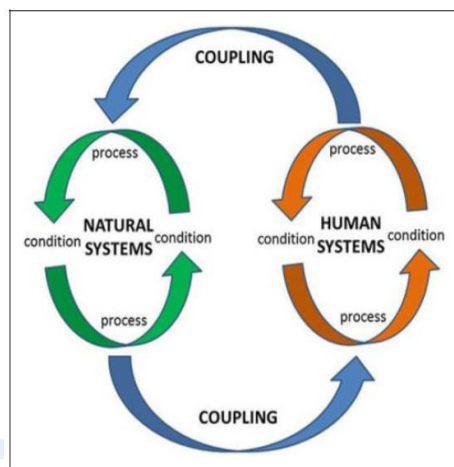 COUPLING
process
process
NATURAL
SYSTEMS
condition
condition
HUMAN
SYSTEMS
condition
condition
process
process
COUPLING